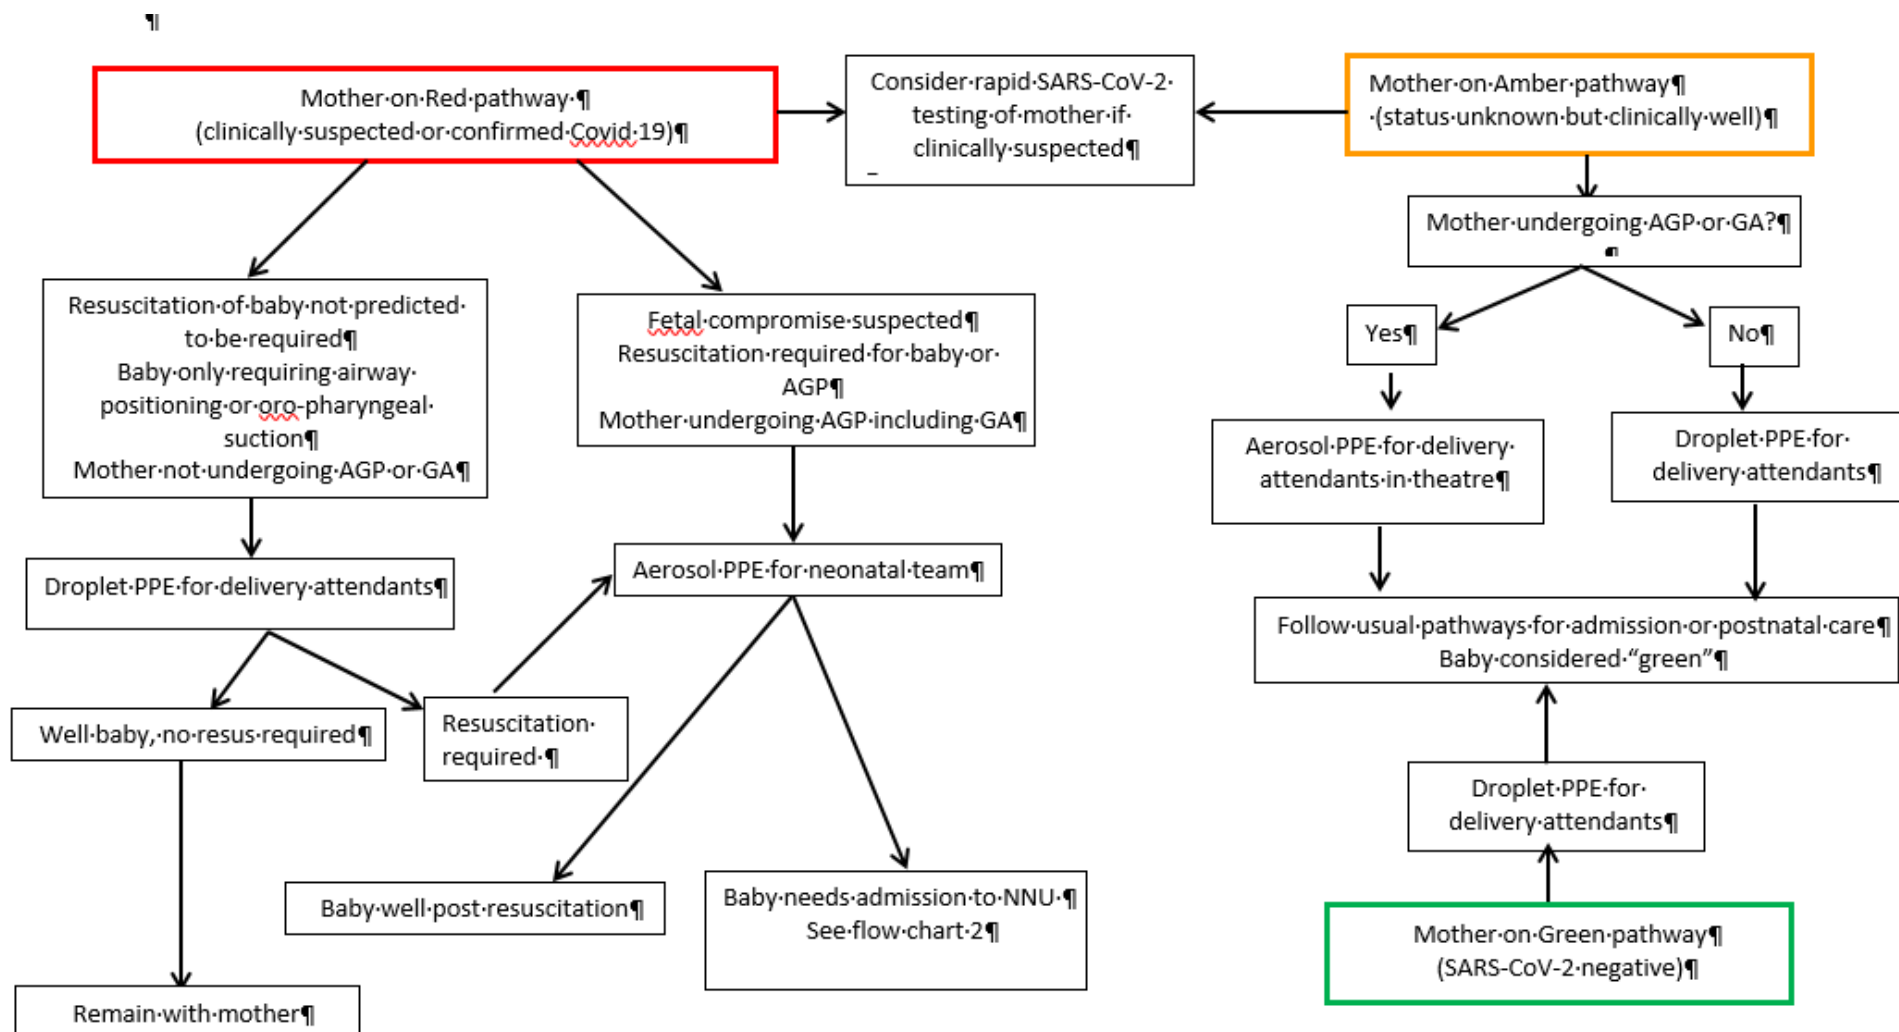 ¶
Mother·on·Red·pathway·¶
(clinically·suspected·or·confirmed·Covid·19)¶
Consider·rapid·SARS-CoV-2·
testing·of·mother·if·
clinically·suspected¶
Mother·on·Amber·pathway¶
·(status·unknown·but·clinically·well)¶
Mother·undergoing·AGP·or·GA?¶
¶
Resuscitation·of·baby·not·predicted·
to·be·required¶
Baby·only·requiring·airway·
positioning·or·oro-pharyngeal·
suction¶
Mother·not·undergoing·AGP·or·GA¶
Fetal·compromise·suspected¶
Resuscitation·required·for·baby·or·
AGP¶
Mother·undergoing·AGP·including·GA¶
Yes¶
No¶
Aerosol·PPE·for·delivery·
attendants·in·theatre¶
Droplet·PPE·for·
delivery·attendants¶
Droplet·PPE·for·delivery·attendants¶
Aerosol·PPE·for·neonatal·team¶
Follow·usual·pathways·for·admission·or·postnatal·care¶
Baby·considered·“green”¶
Well·baby,·no·resus·required¶
Resuscitation·
required·¶
Droplet·PPE·for·
delivery·attendants¶
Baby·well·post·resuscitation¶
Baby·needs·admission·to·NNU·¶
See·flow·chart·2¶
Mother·on·Green·pathway¶
(SARS-CoV-2·negative)¶
Remain·with·mother¶